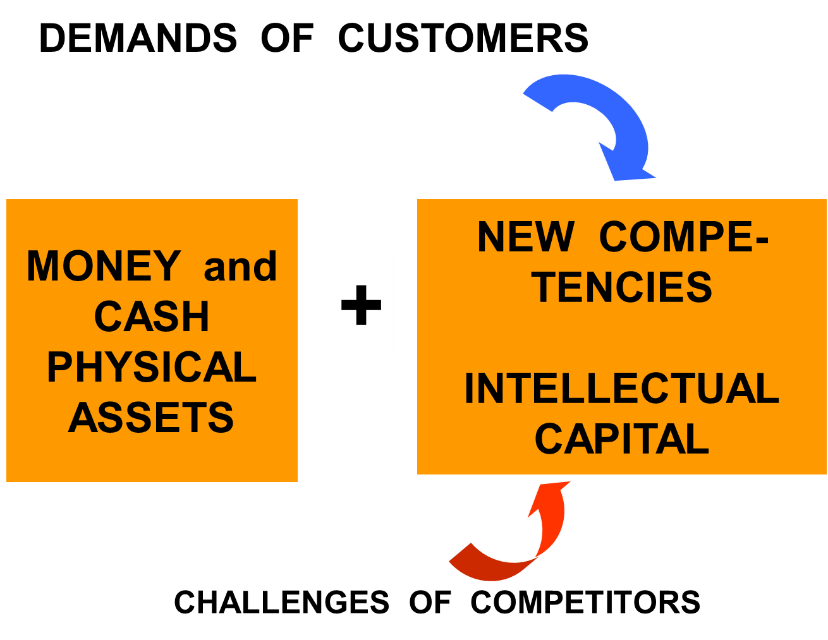 DEMANDS OF CUSTOMERS
MONEY and
CASH
PHYSICAL
ASSETS
+
NEW COMPE-
TENCIES
INTELLECTUAL
CAPITAL
CHALLENGES OF COMPETITORS